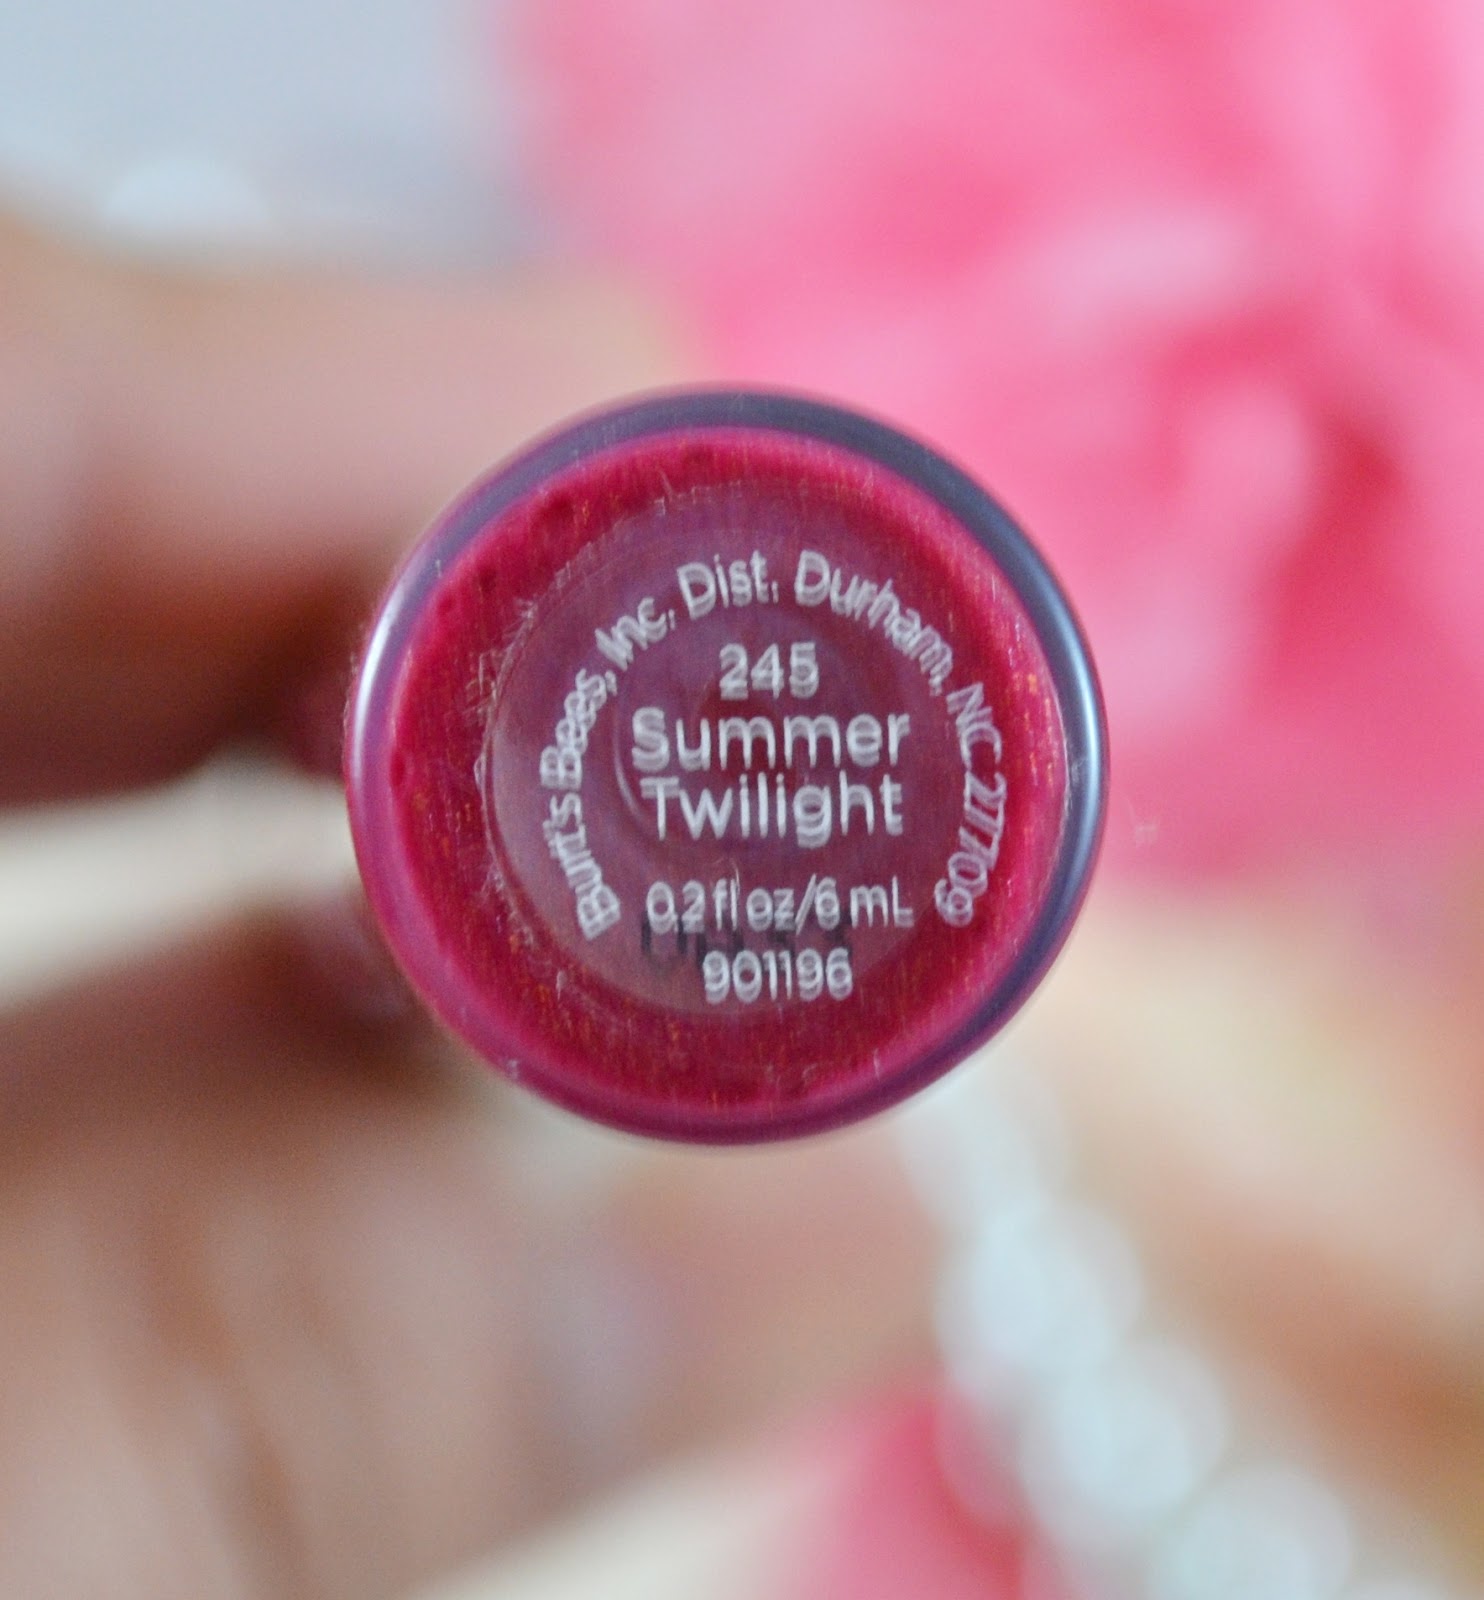 Burt's Bees, Inc. Dist. Durham, NC 27709
245
Summer
Twilight
0.2 fl oz/6 mL
901196